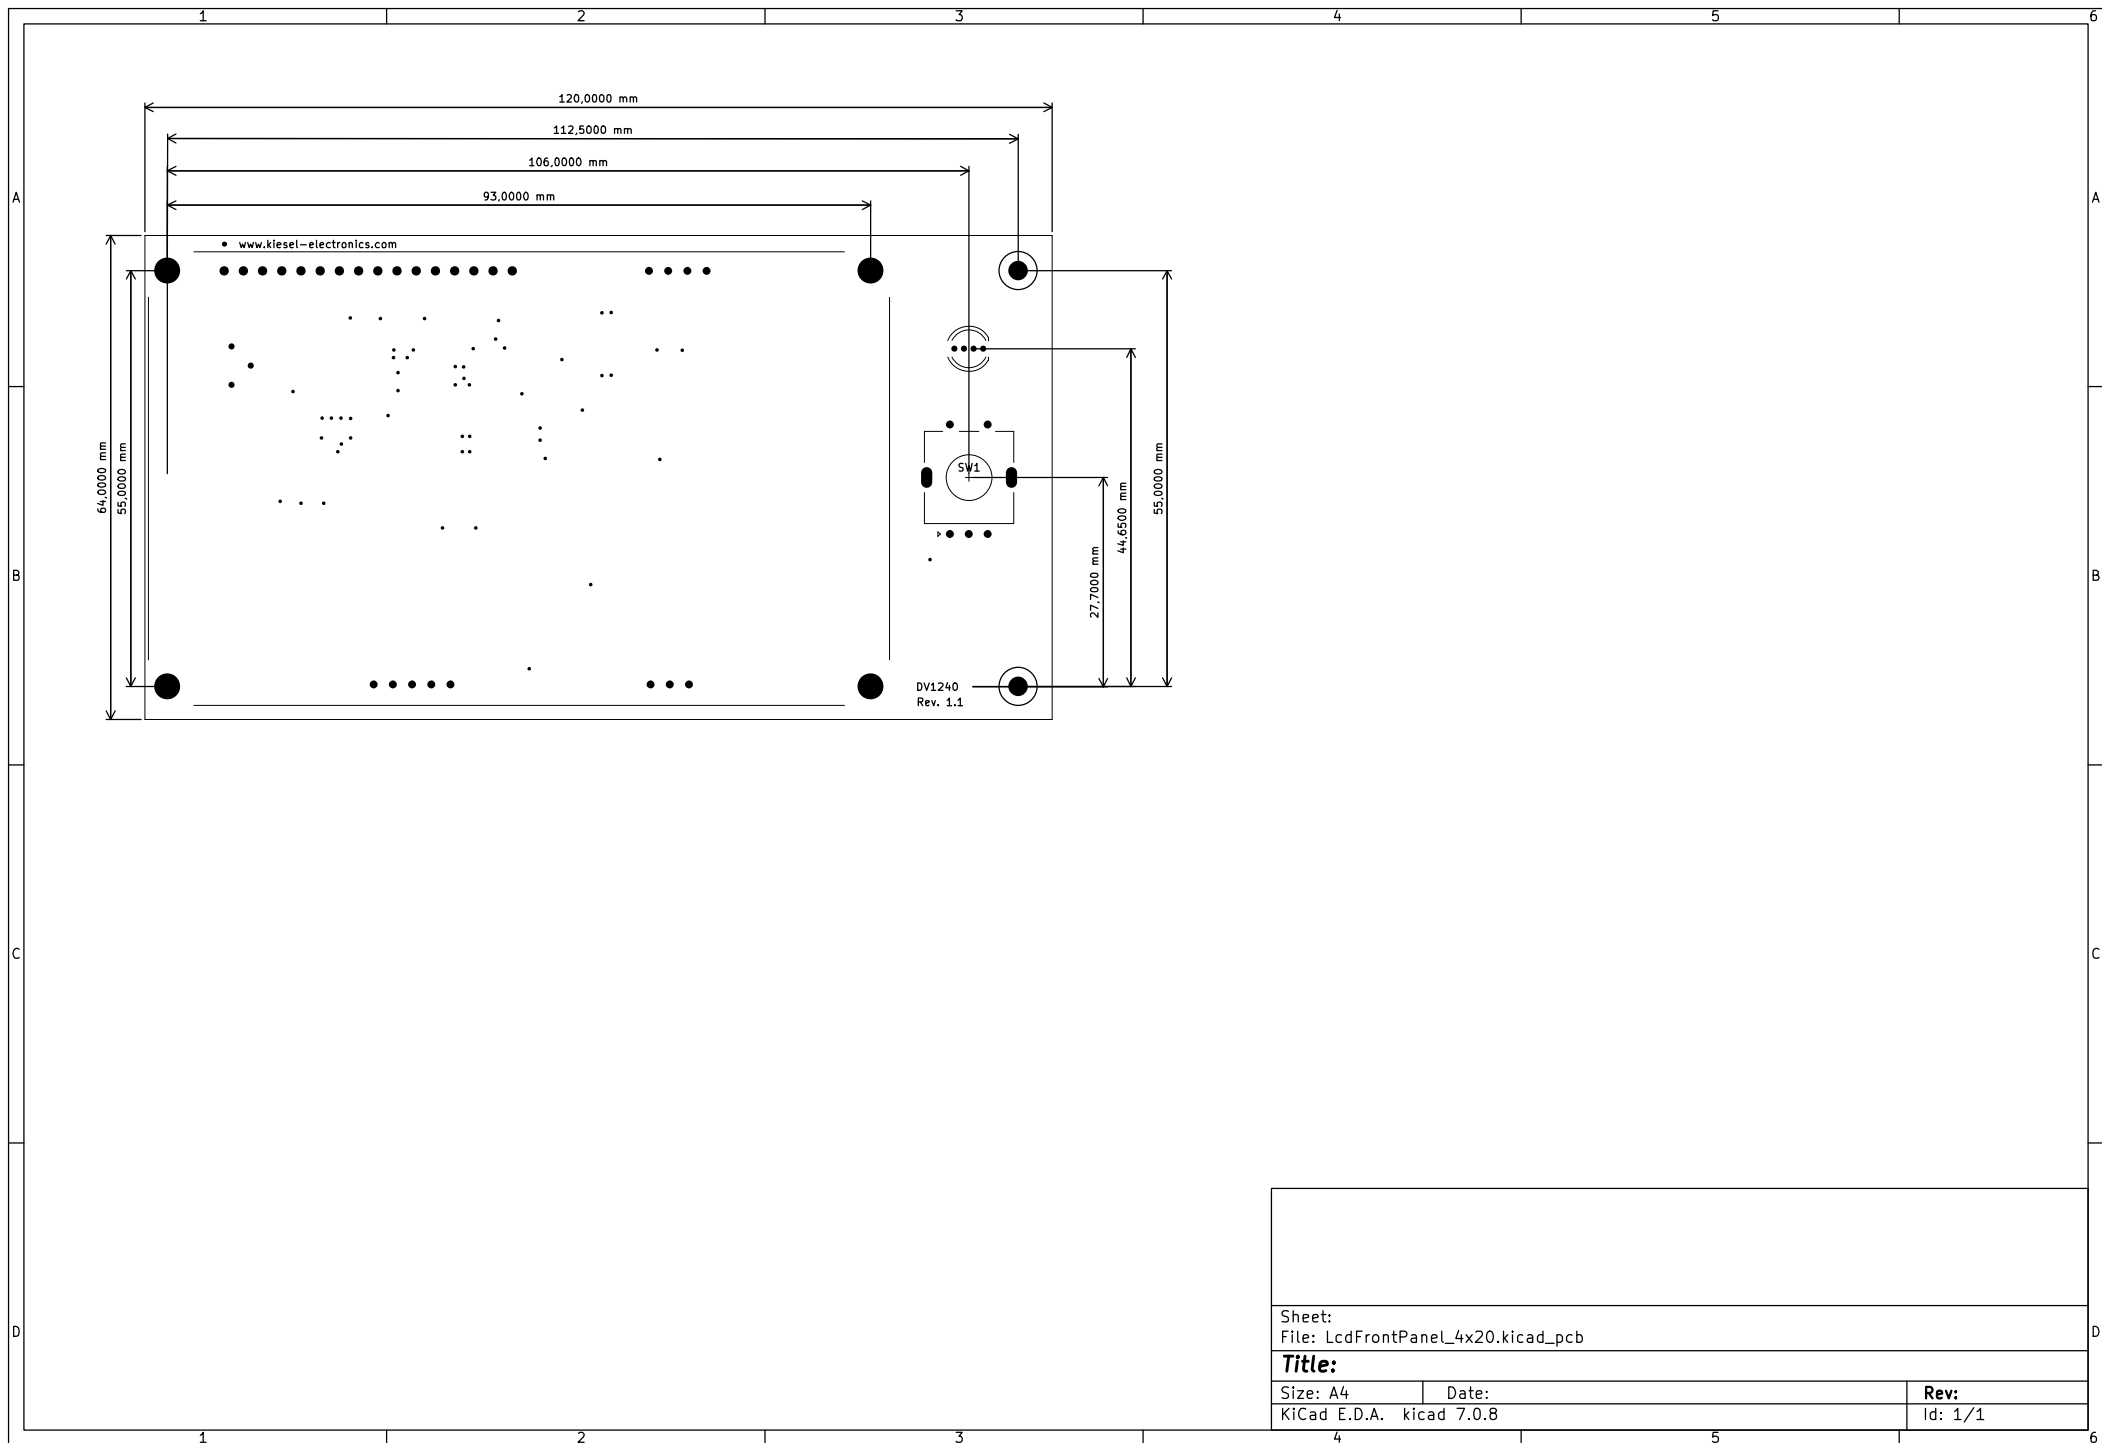 1 2 3 4 5 6
120,0000 mm
112,5000 mm
106,0000 mm
93,0000 mm
A A
www.kiesel-electronics.com
SW1
64,0000 mm
55,0000 mm
27,7000 mm
44,6500 mm
55,0000 mm
B B
DV1240
Rev. 1.1
C C
Sheet:
File: LcdFrontPanel_4x20.kicad_pcb
D D
Title:
Size: A4 Date: Rev:
KiCad E.D.A. kicad 7.0.8 Id: 1/1
1 2 3 4 5 6